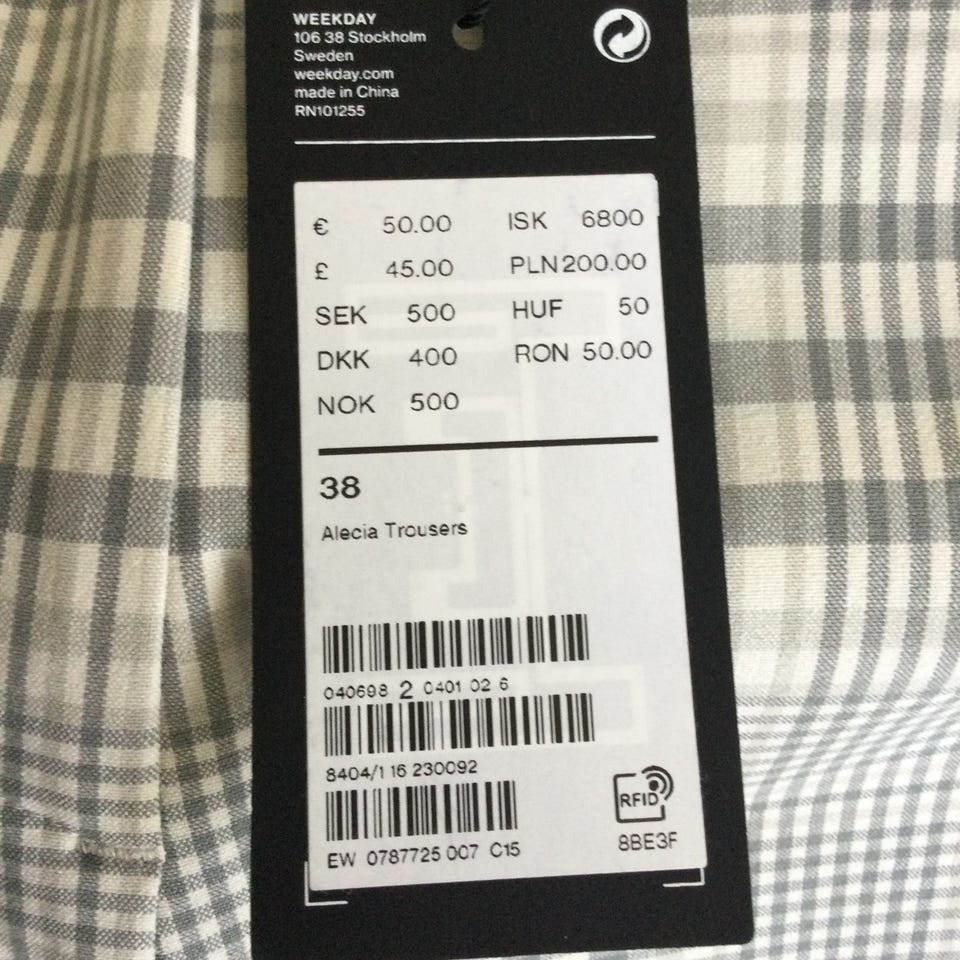 WEEKDAY
106 38 Stockholm
Sweden
weekday.com
made in China
RN101255
€ 50.00 ISK 6800
£ 45.00 PLN 200.00
SEK 500 HUF 50
DKK 400 RON 50.00
NOK 500
38
Alecia Trousers
040698 2 0401 02 6
8404/1 16 230092
RFID
EW 0787725 007 C15 8BE3F